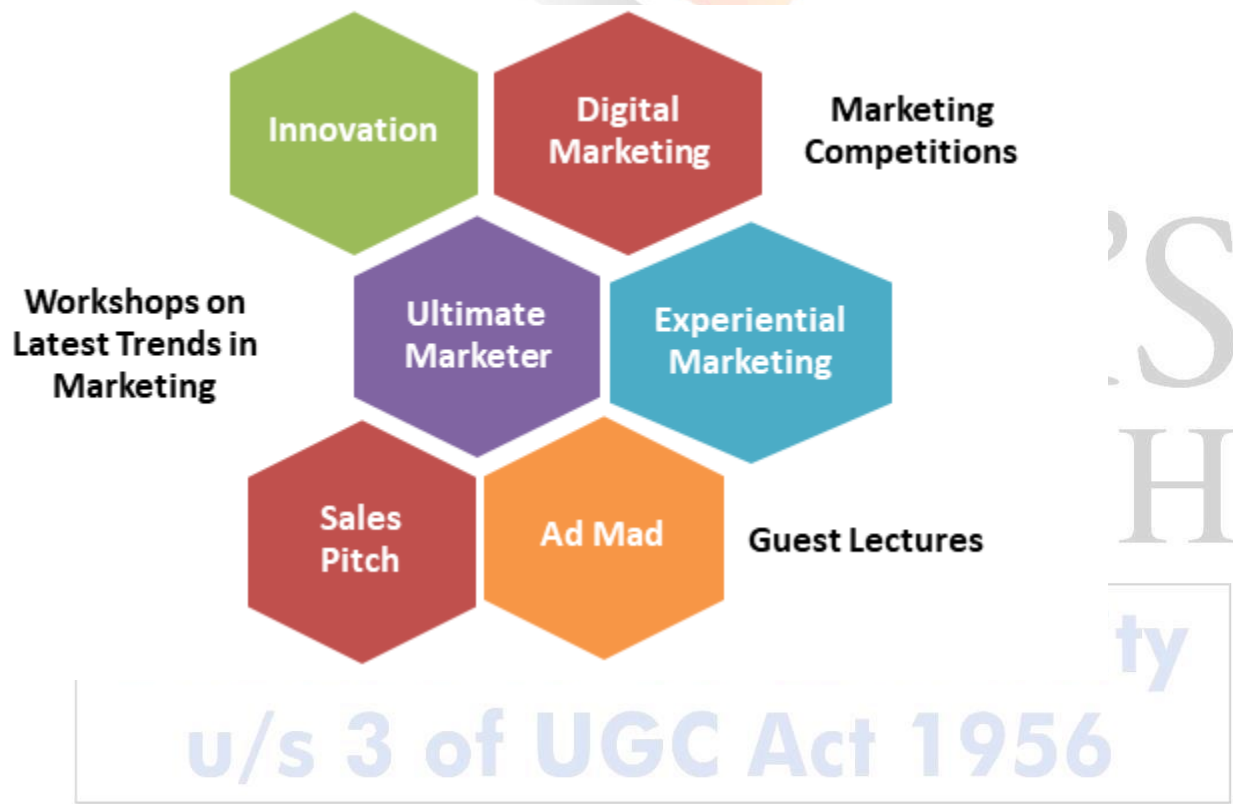 Innovation
Digital
Marketing
Marketing
Competitions
Workshops on
Latest Trends in
Marketing
Ultimate
Marketer
Experiential
Marketing
Sales
Pitch
Ad Mad
Guest Lectures
'S
H
ty
u/s 3 of UGC Act 1956